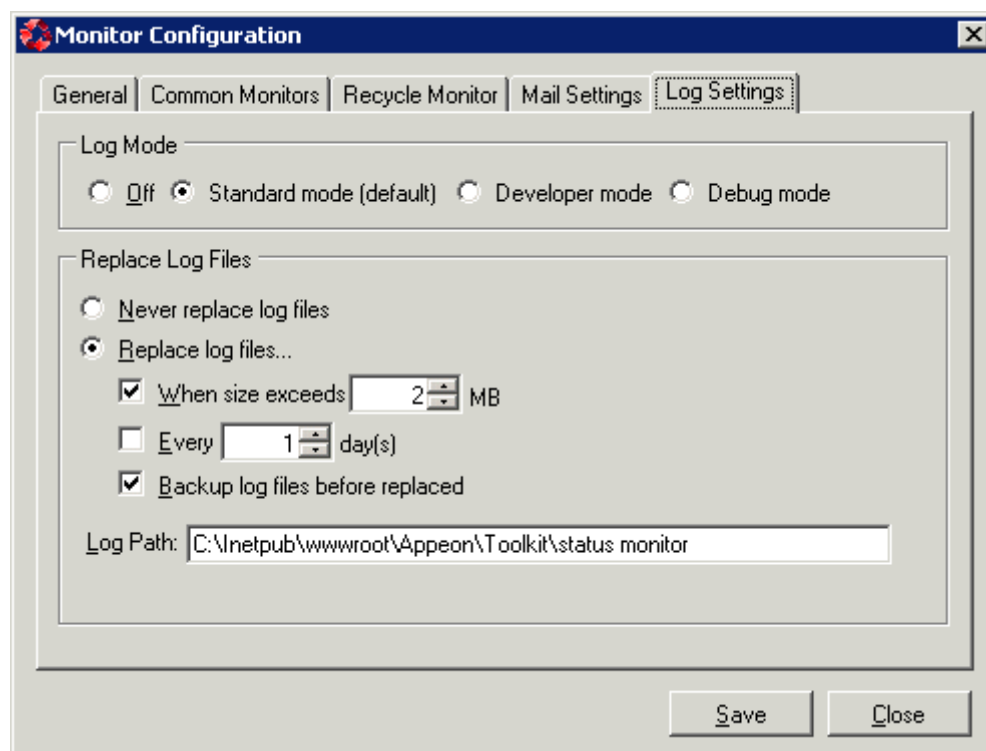 Monitor Configuration
General Common Monitors Recycle Monitor Mail Settings Log Settings
Log Mode
Off Standard mode (default) Developer mode Debug mode
Replace Log Files
Never replace log files
Replace log files...
When size exceeds 2 MB
Every 1 day(s)
Backup log files before replaced
Log Path: C:\Inetpub\wwwroot\Appeon\Toolkit\status monitor
Save Close